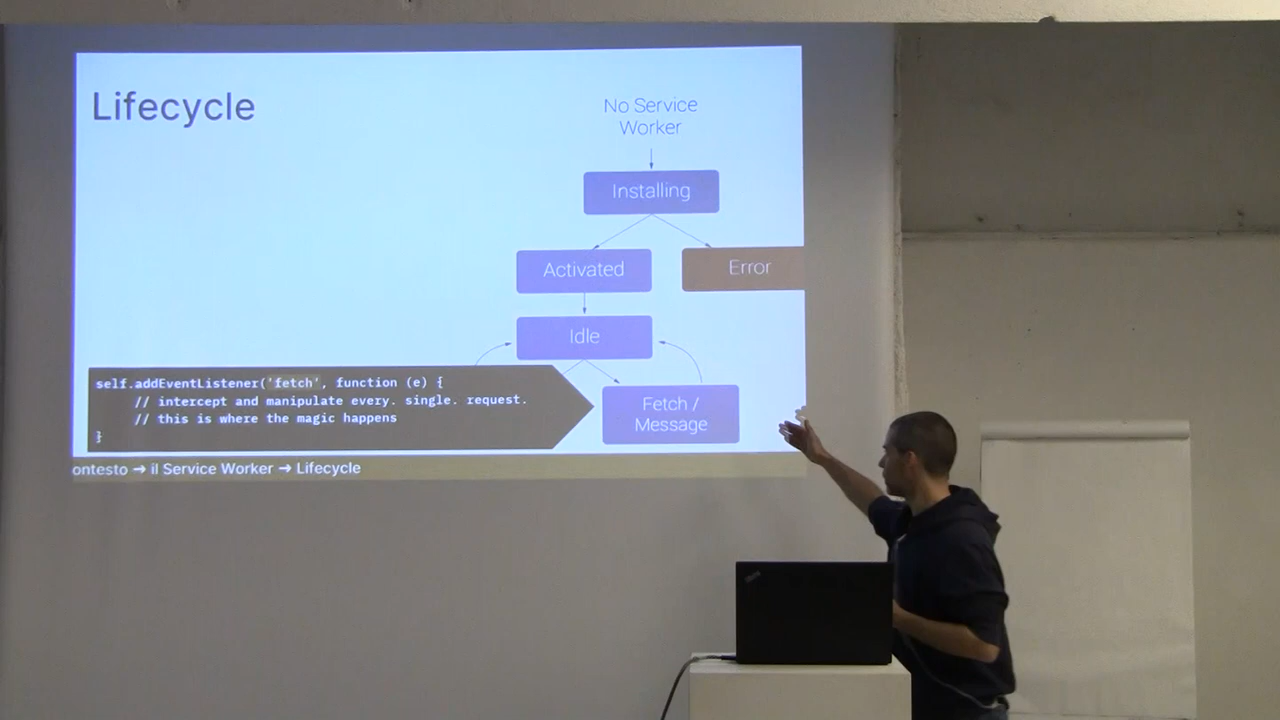 Lifecycle
No Service
Worker
Installing
Activated
Error
Idle
self.addEventListener('fetch', function (e) {
// intercept and manipulate every. single. request.
// this is where the magic happens
}
Fetch /
Message
ontesto → il Service Worker → Lifecycle